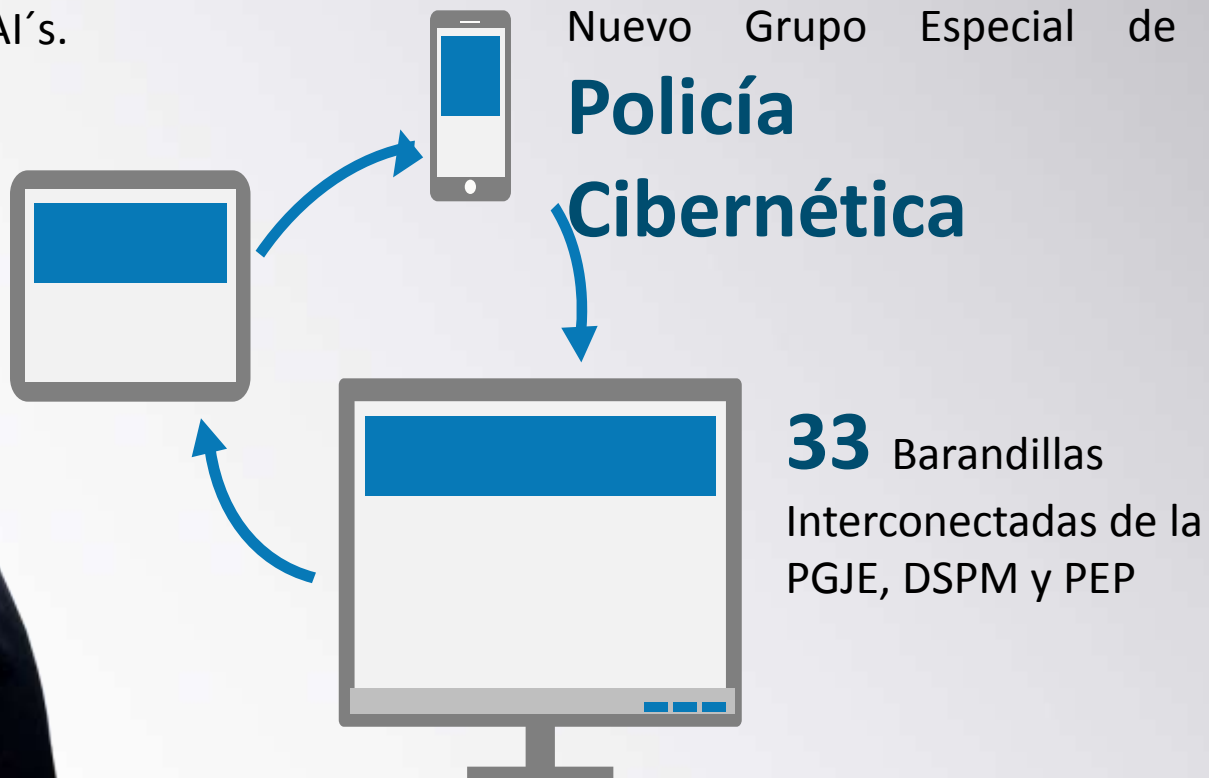 AI´s.
Nuevo Grupo Especial de
Policía
Cibernética
33 Barandillas
Interconectadas de la
PGJE, DSPM y PEP